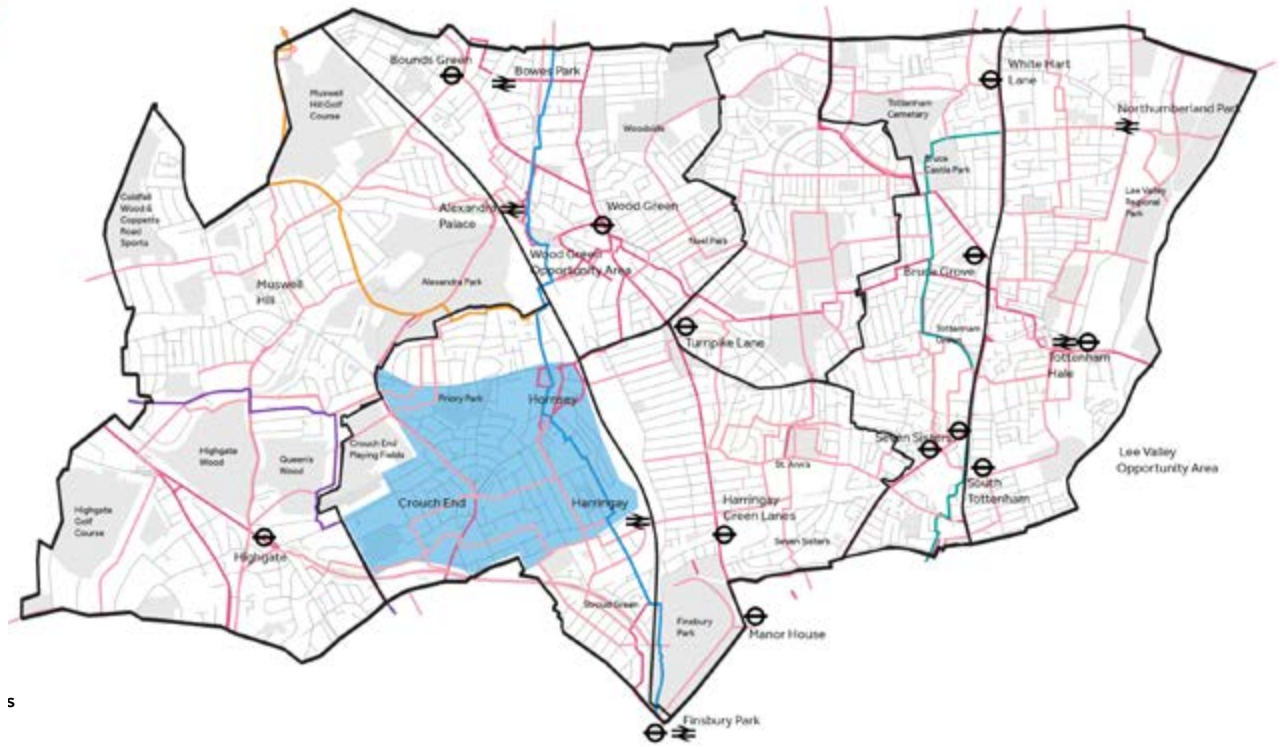 Bounds Green
Bowes Park
White Hart
Lane
Northumberland Park
Muswell
Hill Golf
Course
Tottenham
Cemetery
Woodside
Bruce
Castle Park
Coldfall
Wood &
Coppetts
Road
Sports
Lee Valley
Regional
Park
Alexandra
Palace
Wood Green
Noel Park
Wood Green
Opportunity Area
Bruce Grove
Muswell
Hill
Alexandra Park
Turnpike Lane
Tottenham
Green
Tottenham
Hale
Priory Park
Hornsey
Seven Sisters
Highgate
Wood
Queen's
Wood
Crouch End
Playing Fields
St. Ann's
Lee Valley
Opportunity Area
South
Tottenham
Crouch End
Harringay
Harringay
Green Lanes
Highgate
Golf
Course
Seven Sisters
Highgate
Stroud Green
Finsbury
Park
Manor House
s
Finsbury Park